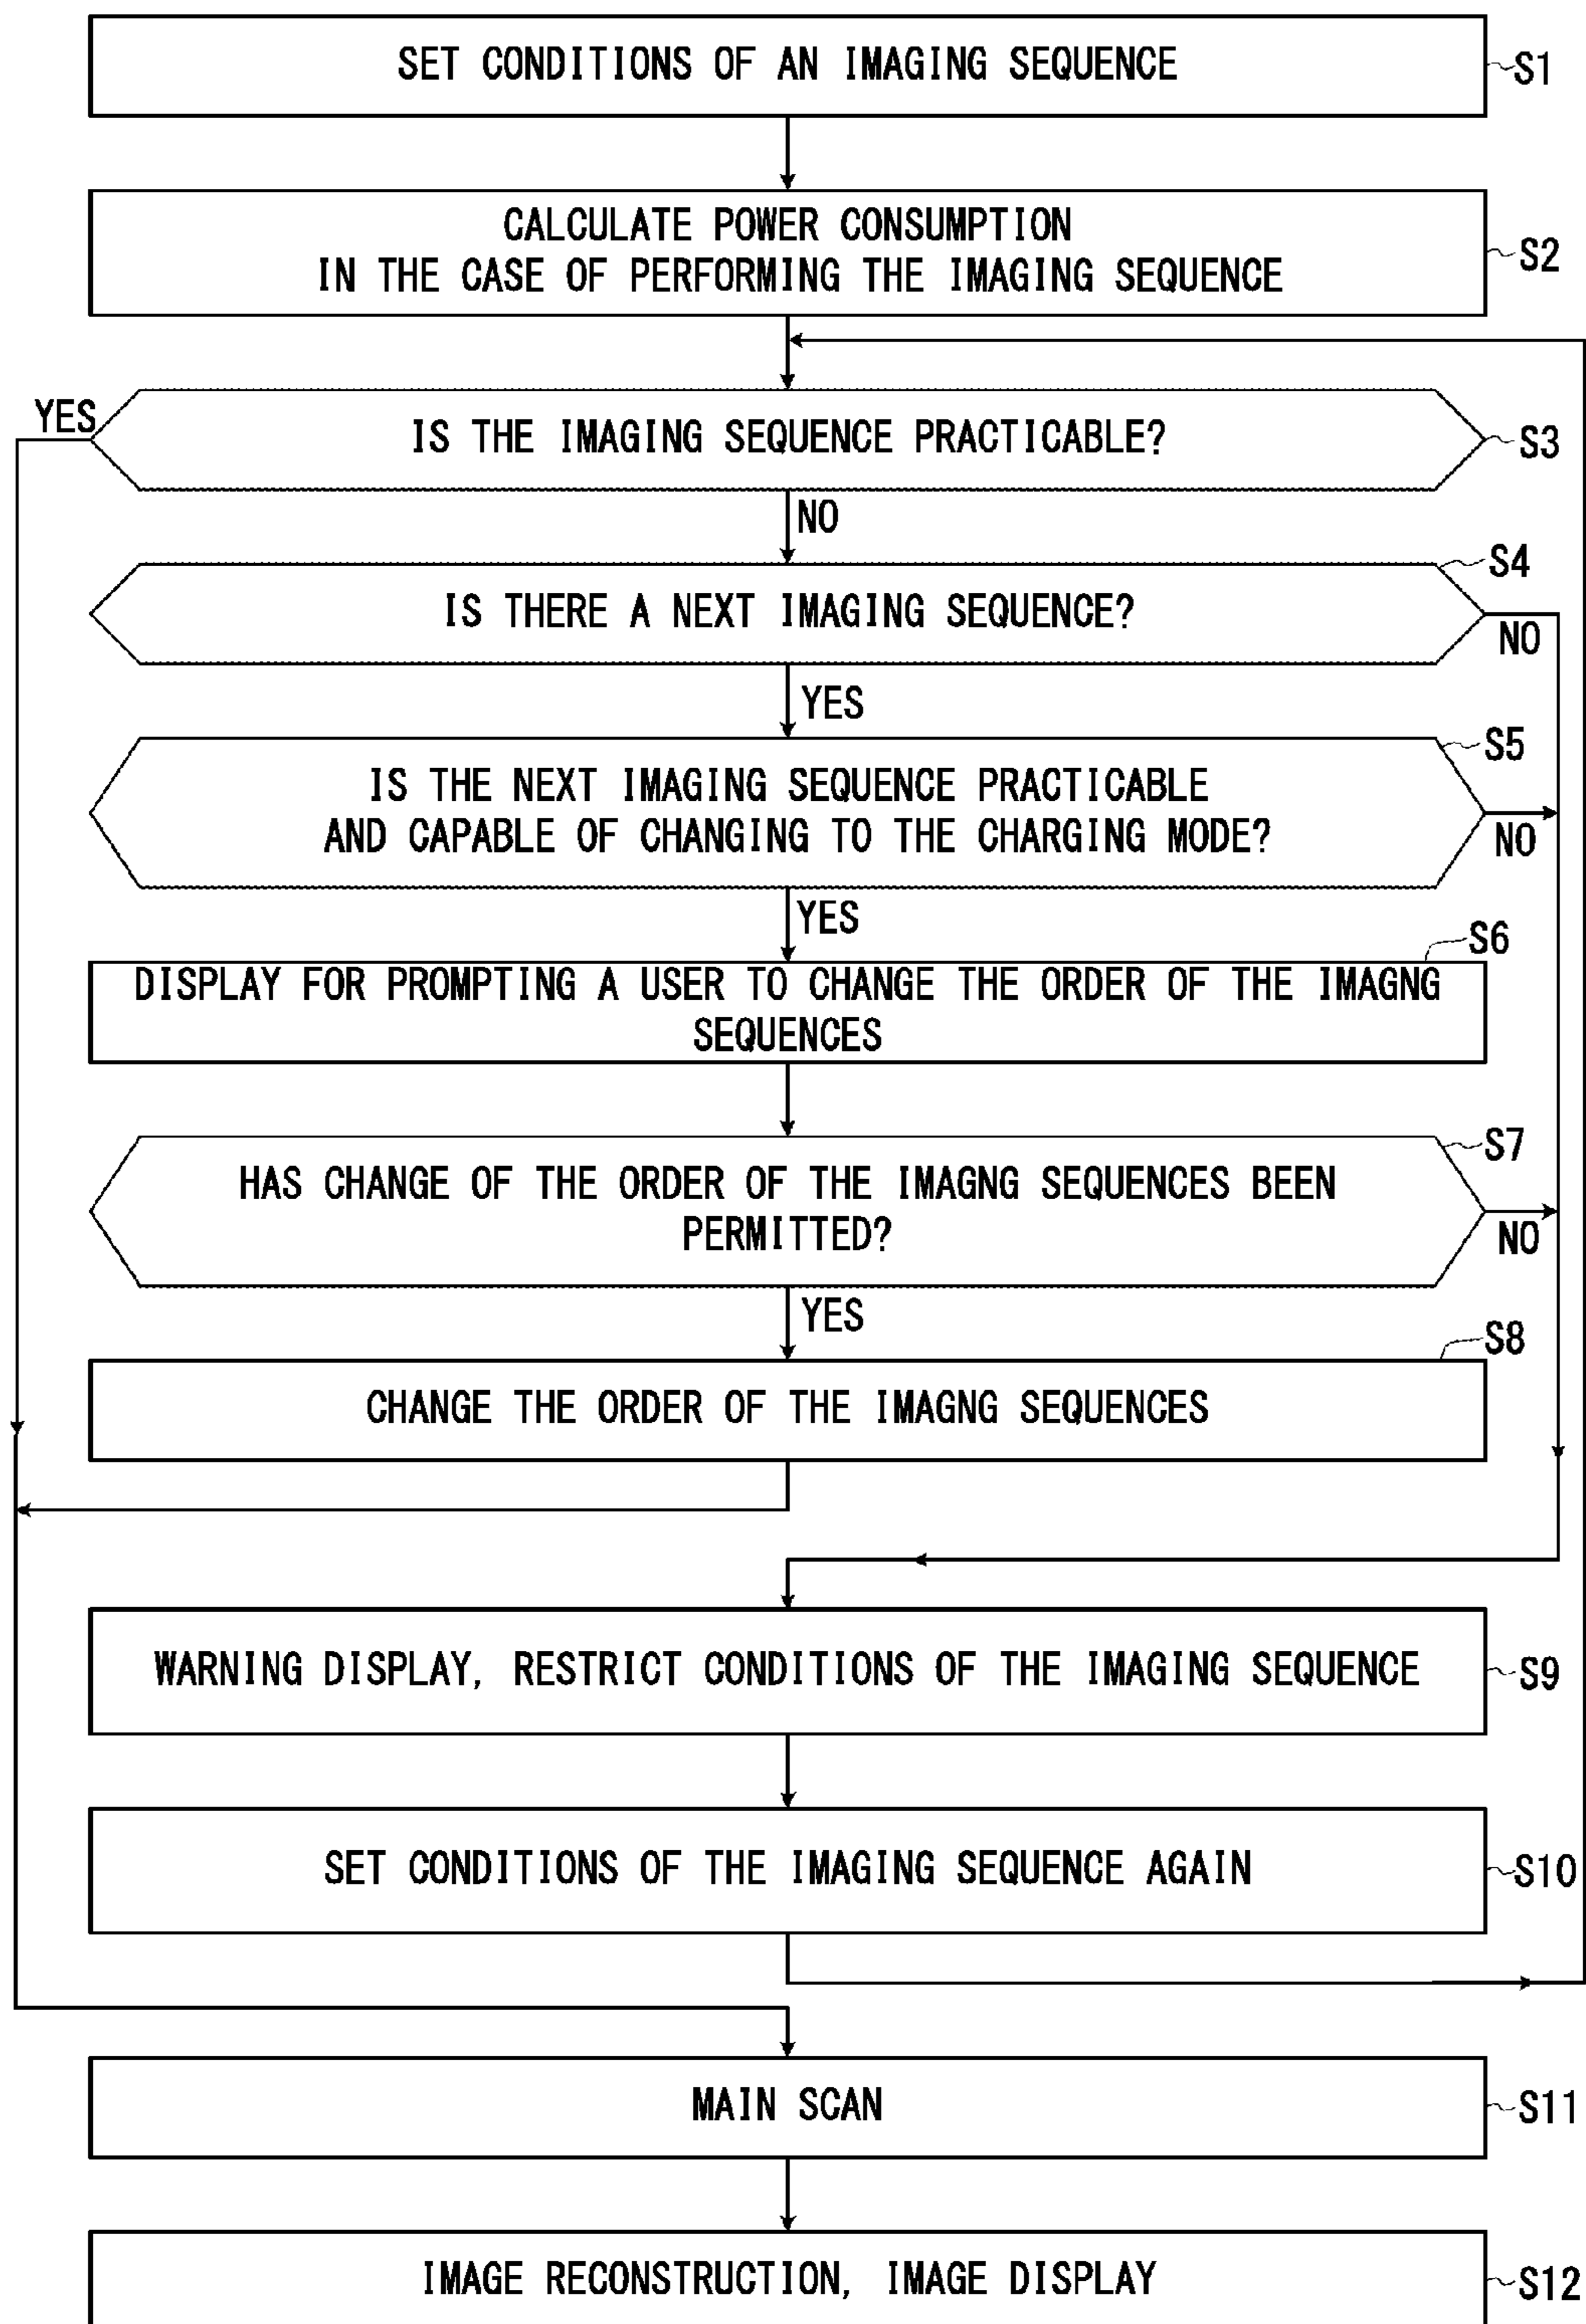 SET CONDITIONS OF AN IMAGING SEQUENCE
S1
CALCULATE POWER CONSUMPTION
IN THE CASE OF PERFORMING THE IMAGING SEQUENCE
S2
YES
IS THE IMAGING SEQUENCE PRACTICABLE?
S3
NO
S4
IS THERE A NEXT IMAGING SEQUENCE?
NO
YES
S5
IS THE NEXT IMAGING SEQUENCE PRACTICABLE
AND CAPABLE OF CHANGING TO THE CHARGING MODE?
NO
YES
S6
DISPLAY FOR PROMPTING A USER TO CHANGE THE ORDER OF THE IMAGNG
SEQUENCES
S7
HAS CHANGE OF THE ORDER OF THE IMAGNG SEQUENCES BEEN
PERMITTED?
NO
YES
S8
CHANGE THE ORDER OF THE IMAGNG SEQUENCES
WARNING DISPLAY, RESTRICT CONDITIONS OF THE IMAGING SEQUENCE
S9
SET CONDITIONS OF THE IMAGING SEQUENCE AGAIN
S10
MAIN SCAN
S11
IMAGE RECONSTRUCTION, IMAGE DISPLAY
S12